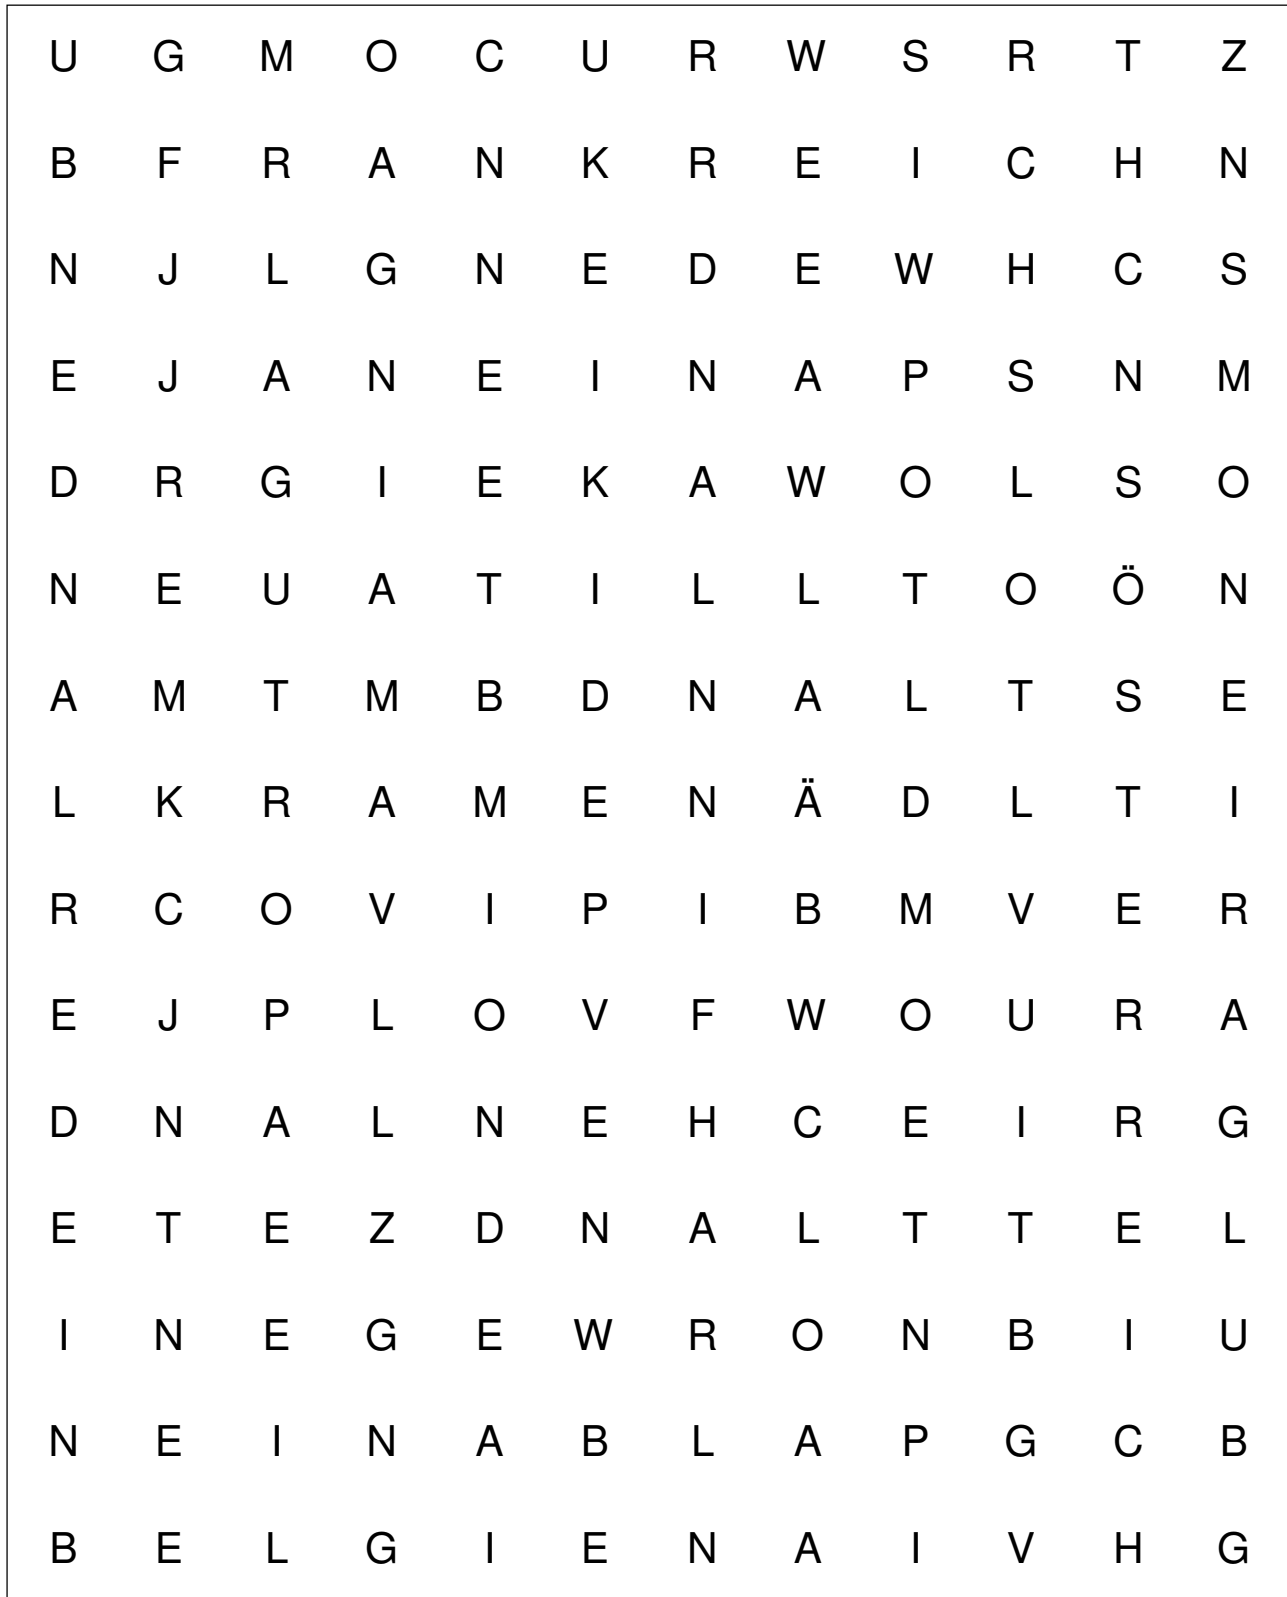 U G M O C U R W S R T Z
B F R A N K R E I C H N
N J L G N E D E W H C S
E J A N E I N A P S N M
D R G I E K A W O L S O
N E U A T I L L T O Ö N
A M T M B D N A L T S E
L K R A M E N Ä D L T I
R C O V I P I B M V E R
E J P L O V F W O U R A
D N A L N E H C E I R G
E T E Z D N A L T T E L
I N E G E W R O N B I U
N E I N A B L A P G C B
B E L G I E N A I V H G